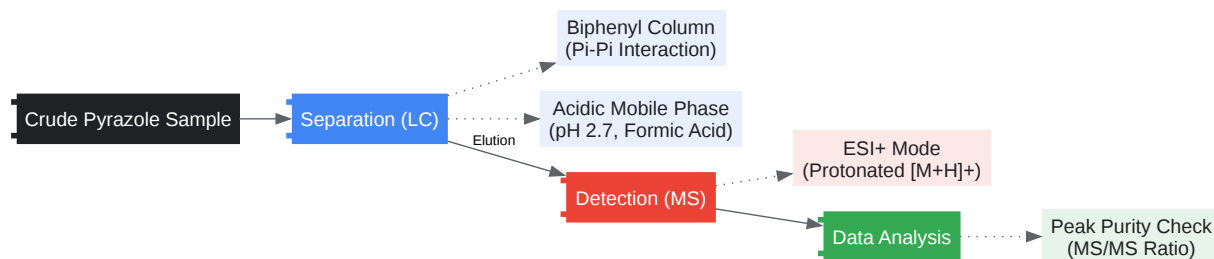 Biphenyl Column
(Pi-Pi Interaction)
Crude Pyrazole Sample
Separation (LC)
Acidic Mobile Phase
(pH 2.7, Formic Acid)
Elution
ESI+ Mode
(Protonated [M+H]+)
Detection (MS)
Data Analysis
Peak Purity Check
(MS/MS Ratio)